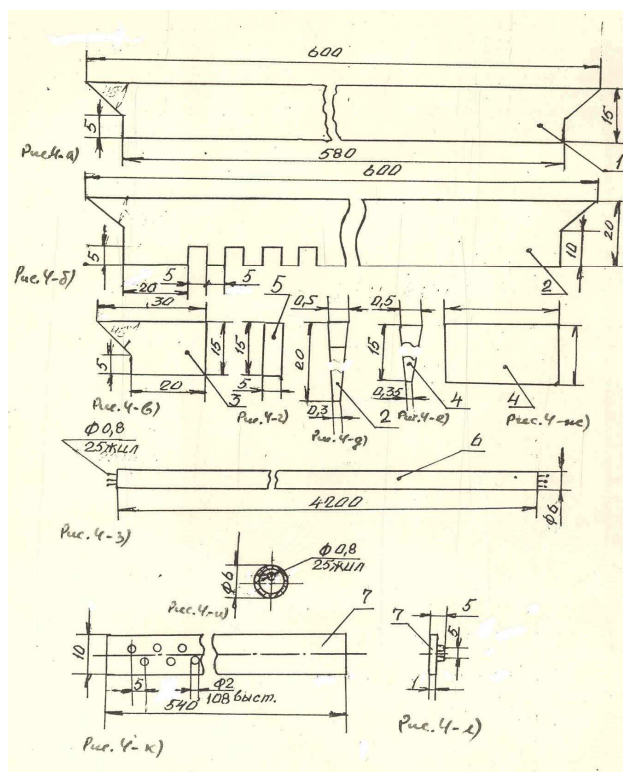 600
5
15
Рис.4-а)
580
1
600
5
20
10
Рис.4-б)
20
5
5
2
30
5
0,5
0,5
15
15
20
15
5
20
3
5
0,3
2
0,35
4
4
Рис.4-в)
Рис.4-г)
Рис.4-д)
Рис.4-е)
Рис.4-ж)
ф0,8
25жил
6
4200
ф6
Рис.4-з)
ф6
ф0,8
25жил
Рис.4-и)
7
10
5
ф2
108 выст.
540
Рис.4-к)
7
5
5
1
Рис.4-л)